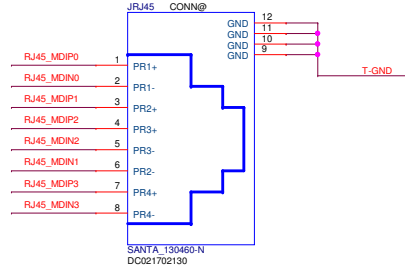 JRJ45 CONN@
GND 12
GND 11
GND 10
GND 9
T-GND
RJ45_MDIP0 1 PR1+
RJ45_MDIN0 2 PR1-
RJ45_MDIP1 3 PR2+
RJ45_MDIP2 4 PR3+
RJ45_MDIN2 5 PR3-
RJ45_MDIN1 6 PR2-
RJ45_MDIP3 7 PR4+
RJ45_MDIN3 8 PR4-
SANTA_130460-N
DC021702130